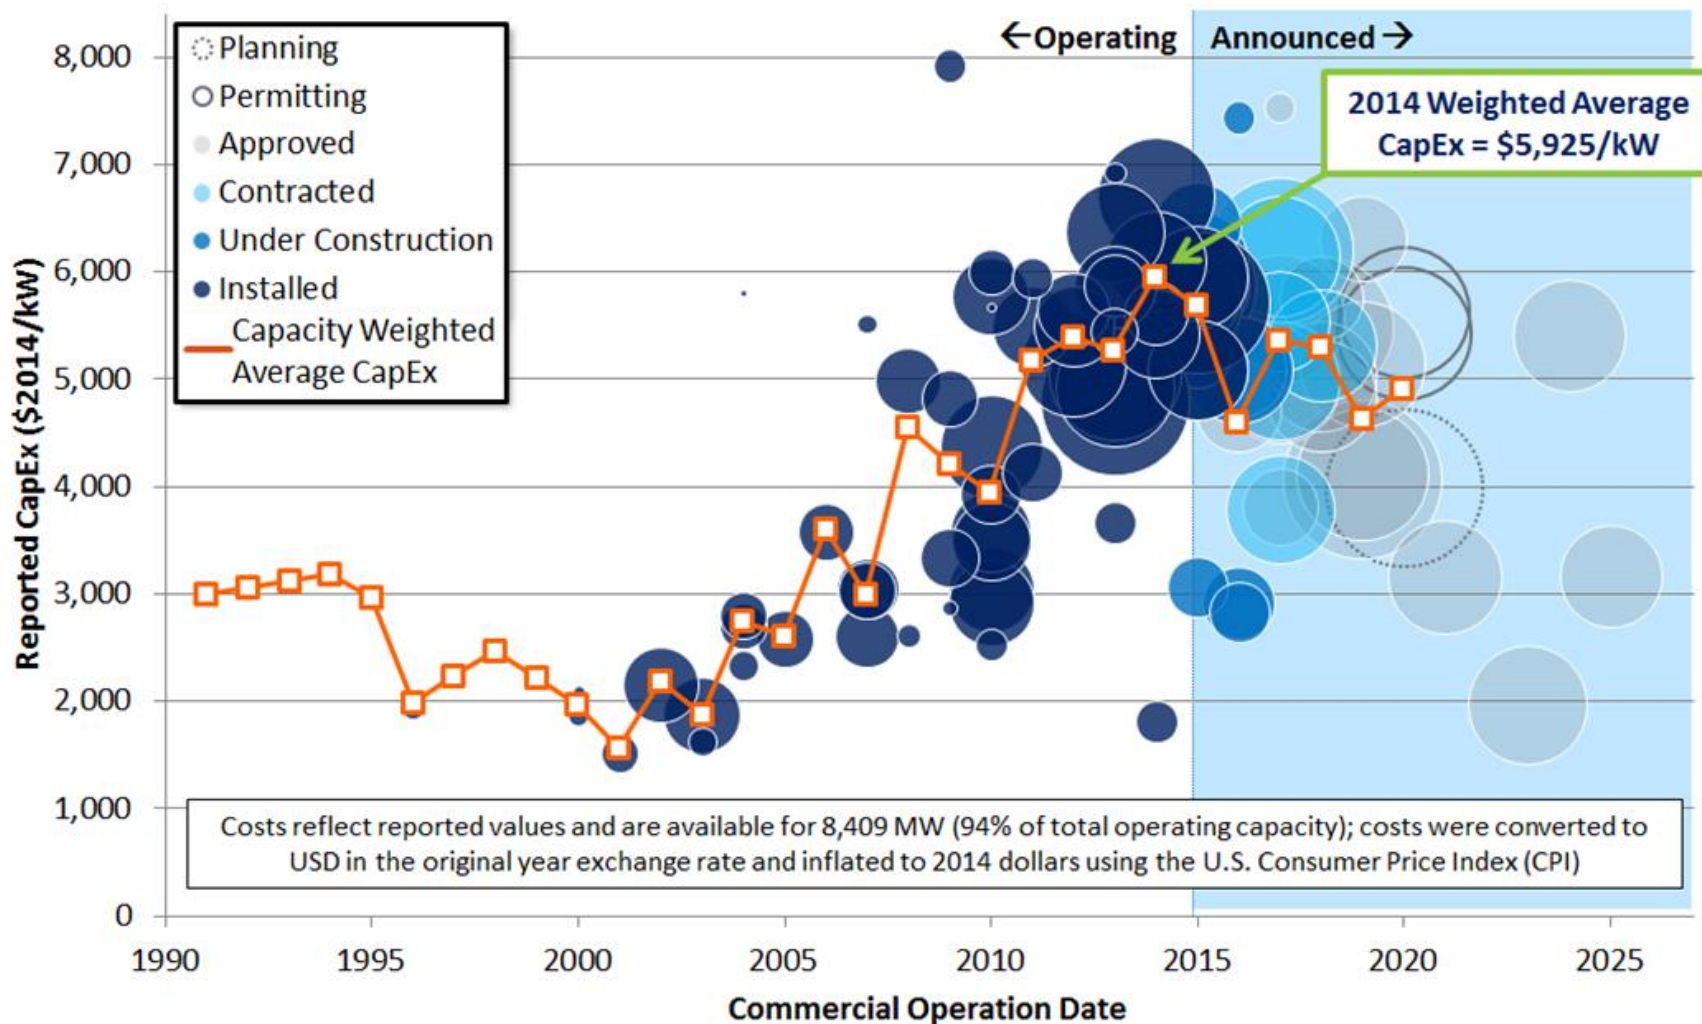 ←Operating
Announced→
8,000
7,000
6,000
5,000
4,000
3,000
2,000
1,000
0
Reported CapEx ($2014/kW)
Planning
Permitting
Approved
Contracted
Under Construction
Installed
Capacity Weighted
Average CapEx
2014 Weighted Average
CapEx = $5,925/kW
Costs reflect reported values and are available for 8,409 MW (94% of total operating capacity); costs were converted to
USD in the original year exchange rate and inflated to 2014 dollars using the U.S. Consumer Price Index (CPI)
1990 1995 2000 2005 2010 2015 2020 2025
Commercial Operation Date